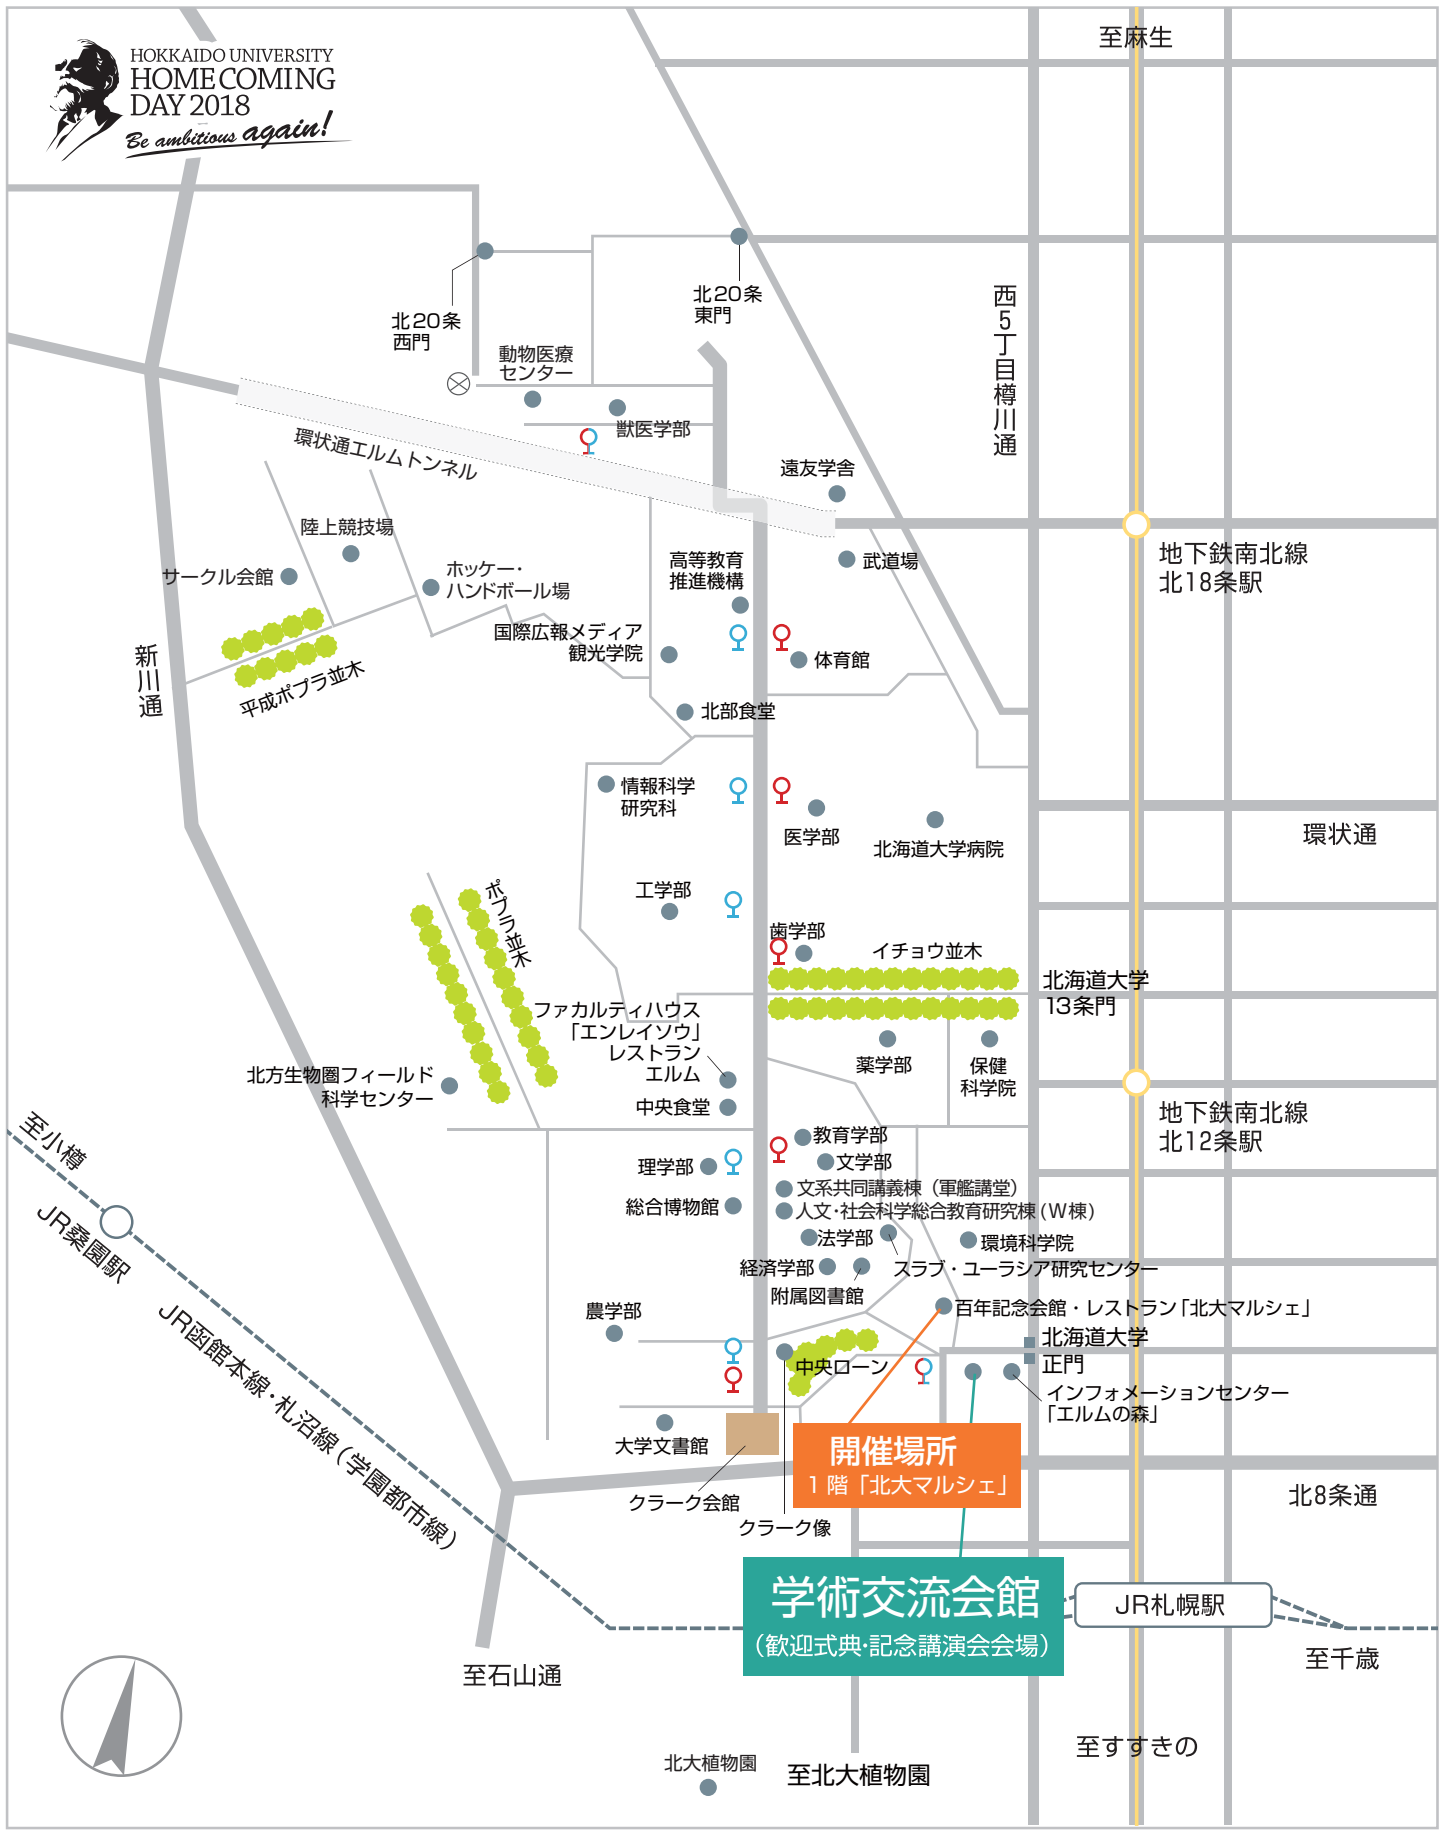 至麻生
HOKKAIDO UNIVERSITY
HOME COMING
DAY 2018
Be ambitious again!
北20条
東門
北20条
西門
西5丁目樽川通
動物医療
センター
獣医学部
環状通エルムトンネル
遠友学舎
陸上競技場
武道場
高等教育
推進機構
地下鉄南北線
北18条駅
サークル会館
ホッケー・
ハンドボール場
国際広報メディア
観光学院
体育館
新川通
平成ポプラ並木
北部食堂
情報科学
研究科
医学部
北海道大学病院
環状通
工学部
ポプラ並木
歯学部
イチョウ並木
北海道大学
13条門
ファカルティハウス
「エンレイソウ」
レストラン
エルム
薬学部
保健
科学院
北方生物圏フィールド
科学センター
中央食堂
地下鉄南北線
北12条駅
至小樽
教育学部
文学部
理学部
文系共同講義棟（軍艦講堂）
総合博物館
人文・社会科学総合教育研究棟(W棟)
JR桑園駅
法学部
環境科学院
経済学部
スラブ・ユーラシア研究センター
附属図書館
農学部
百年記念会館・レストラン「北大マルシェ」
北海道大学
正門
中央ローン
JR函館本線・札沼線（学園都市線）
インフォメーションセンター
「エルムの森」
大学文書館
開催場所
1階「北大マルシェ」
クラーク会館
クラーク像
北8条通
学術交流会館
（歓迎式典・記念講演会会場）
JR札幌駅
至石山通
至千歳
至すすきの
北大植物園
至北大植物園